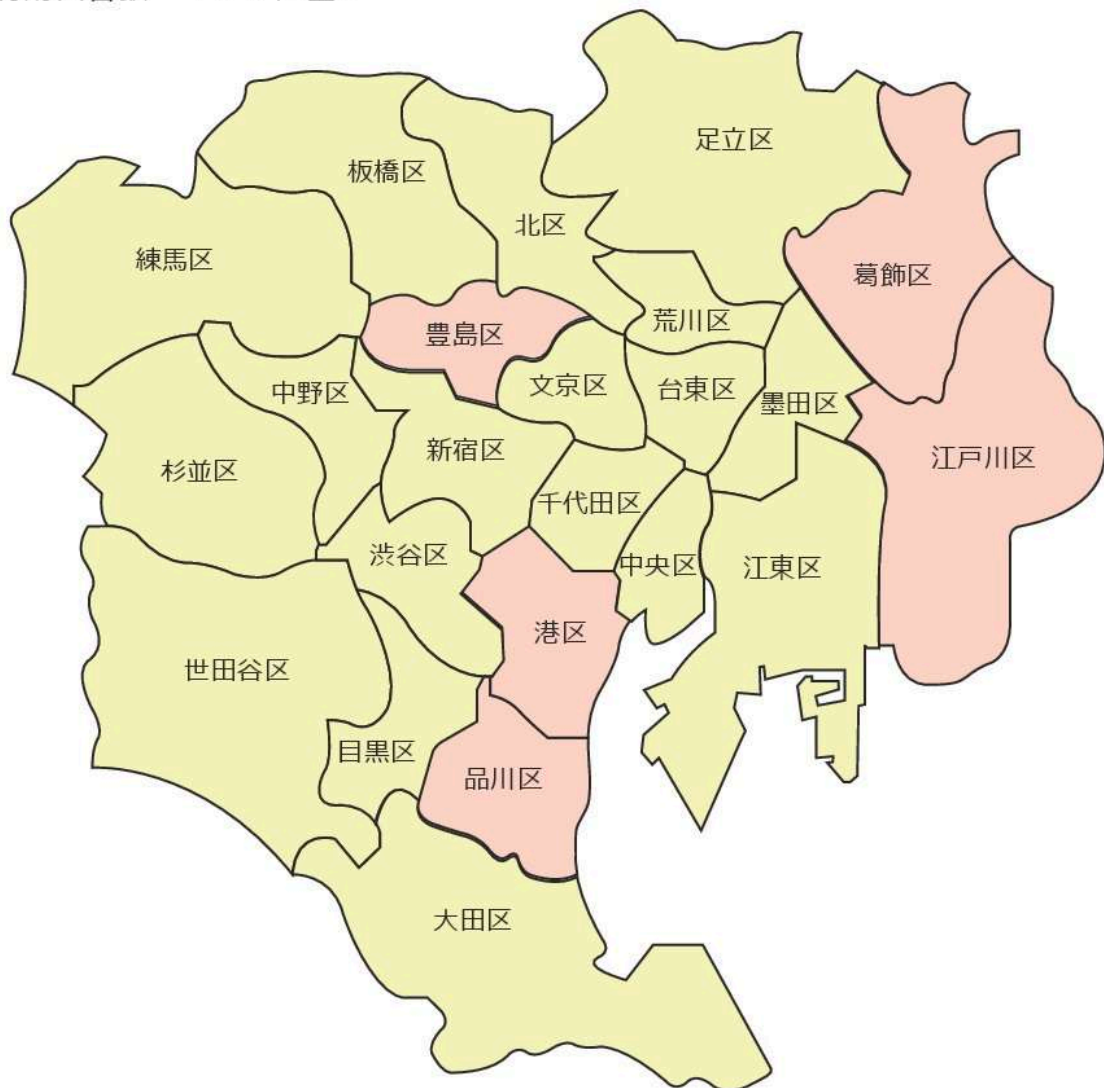 足立区
板橋区
北区
練馬区
葛飾区
荒川区
豊島区
文京区
台東区
中野区
墨田区
新宿区
江戸川区
杉並区
千代田区
渋谷区
中央区
江東区
港区
世田谷区
目黒区
品川区
大田区